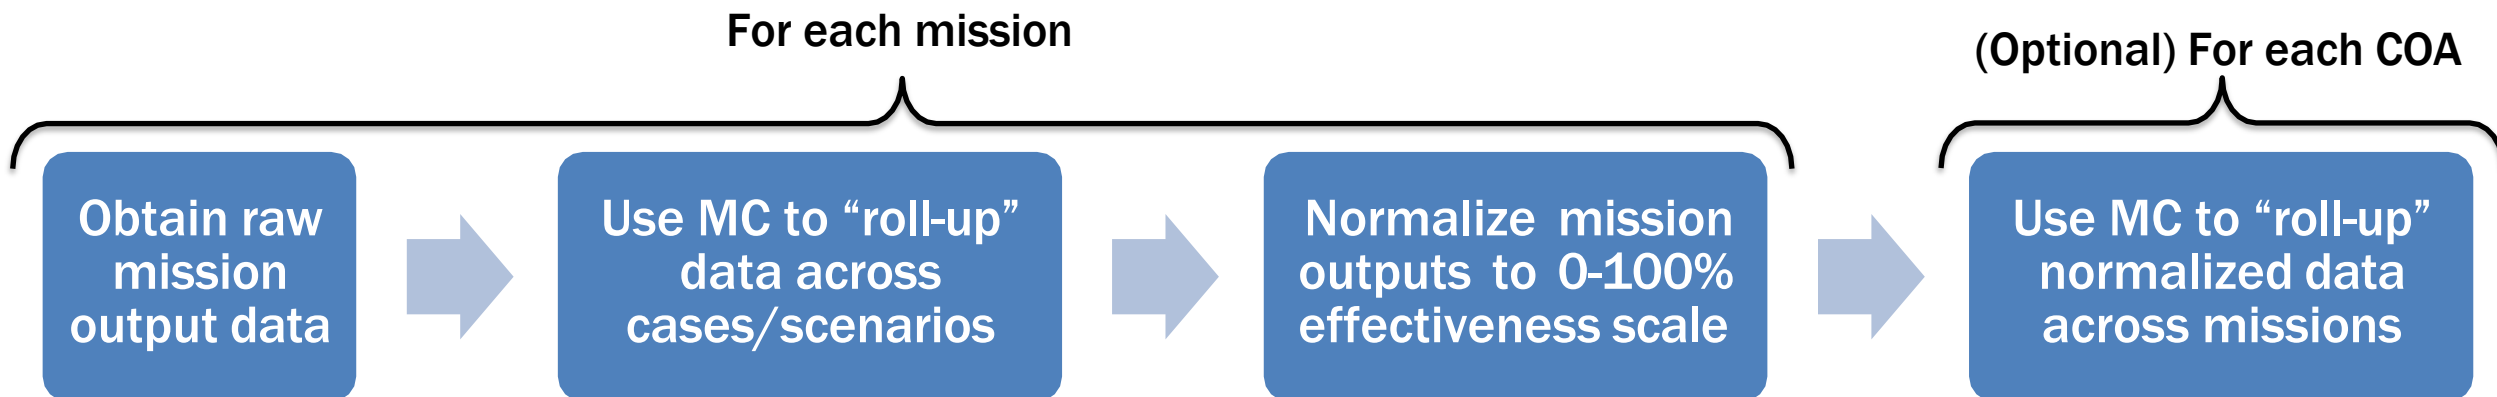 For each mission
(Optional) For each COA
Obtain raw
mission
output data
Use MC to “roll-up”
data across
cases/scenarios
Normalize mission
outputs to 0-100%
effectiveness scale
Use MC to “roll-up”
normalized data
across missions